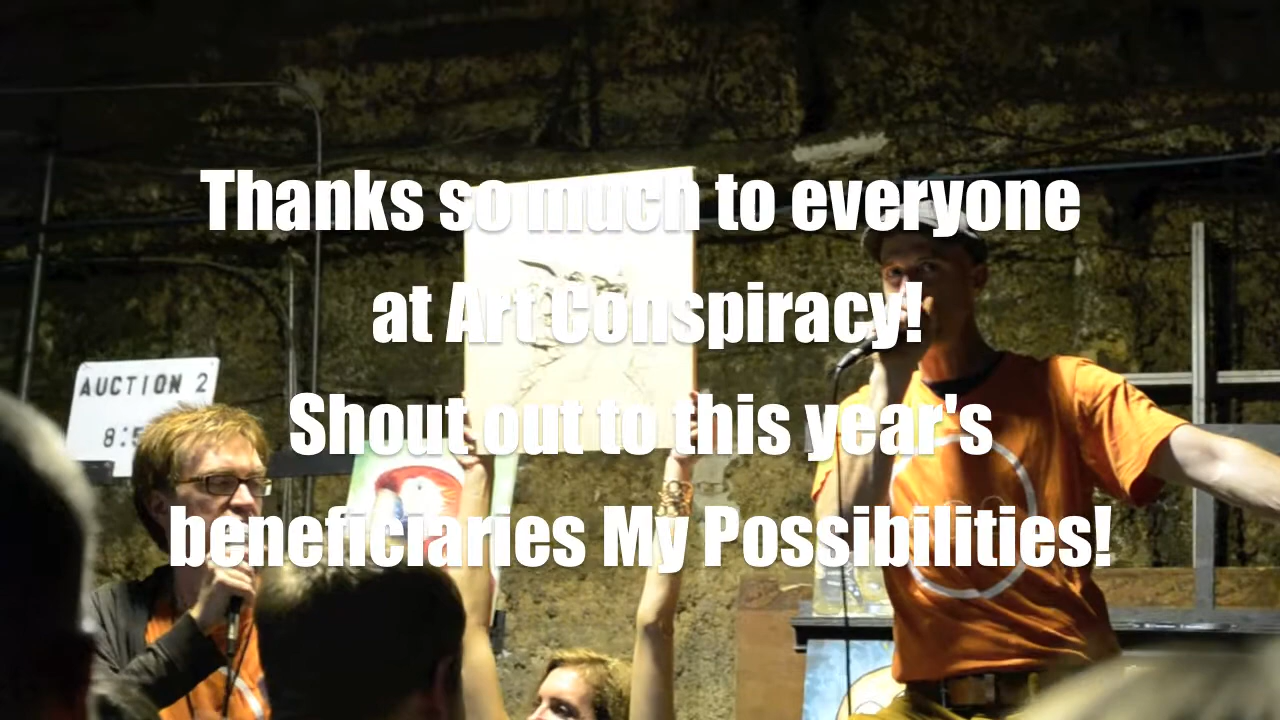 Thanks so much to everyone
at Art Conspiracy!
Shout out to this year's
beneficiaries My Possibilities!
AUCTION 2